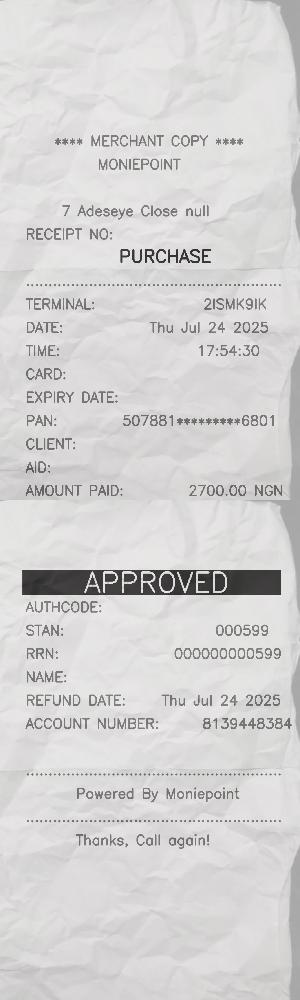 **** MERCHANT COPY ****
MONIEPOINT
7 Adeseye Close null
RECEIPT NO:
PURCHASE
TERMINAL: 2ISMK9IK
DATE: Thu Jul 24 2025
TIME: 17:54:30
CARD:
EXPIRY DATE:
PAN: 507881*********6801
CLIENT:
AID:
AMOUNT PAID: 2700.00 NGN
APPROVED
AUTHCODE:
STAN: 000599
RRN: 000000000599
NAME:
REFUND DATE: Thu Jul 24 2025
ACCOUNT NUMBER: 8139448384
Powered By Moniepoint
Thanks, Call again!